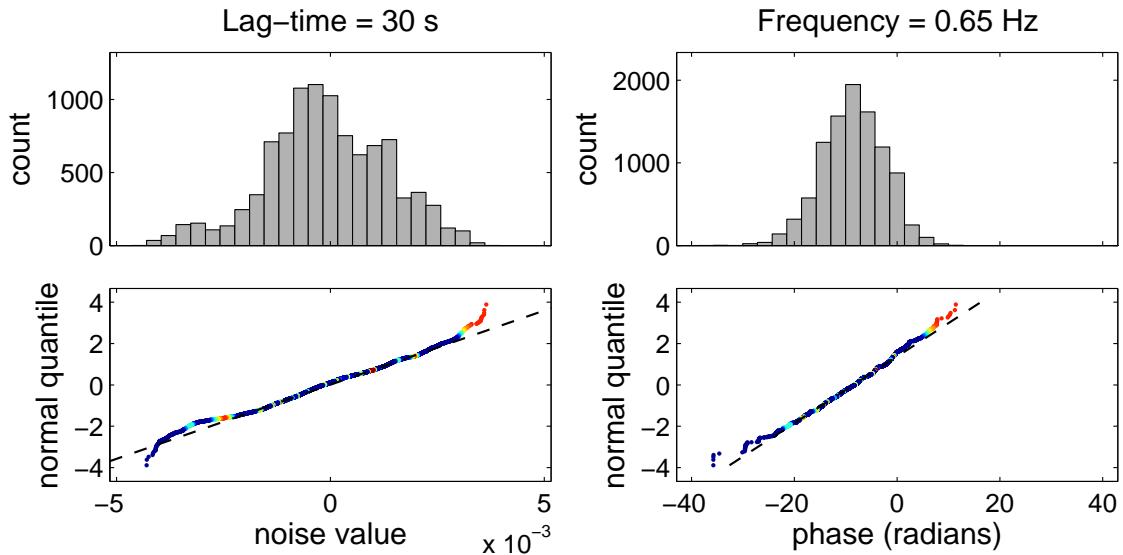 Lag-time = 30 s
count
1000
500
0
normal quantile
4
2
0
−2
−4
−5
0
5
noise value
x 10⁻³
Frequency = 0.65 Hz
count
2000
1000
0
normal quantile
4
2
0
−2
−4
−40
−20
0
20
40
phase (radians)